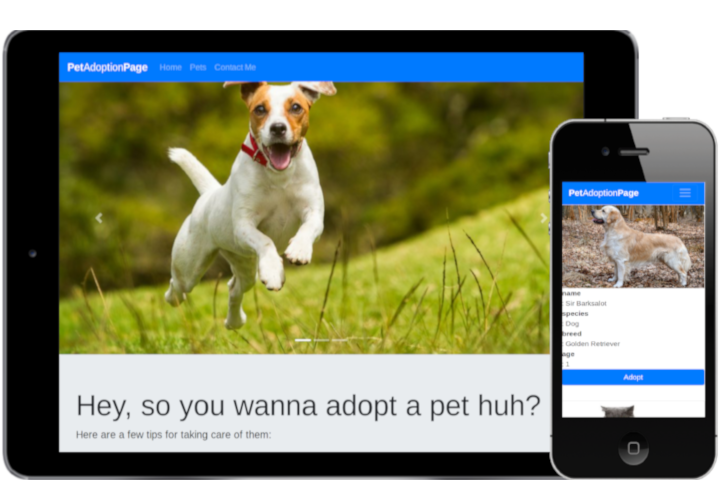 PetAdoptionPage Home Pets Contact Me
Hey, so you wanna adopt a pet huh?
Here are a few tips for taking care of them:
PetAdoptionPage
name
: Sir Barksalot
species
: Dog
breed
: Golden Retriever
age
: 1
Adopt